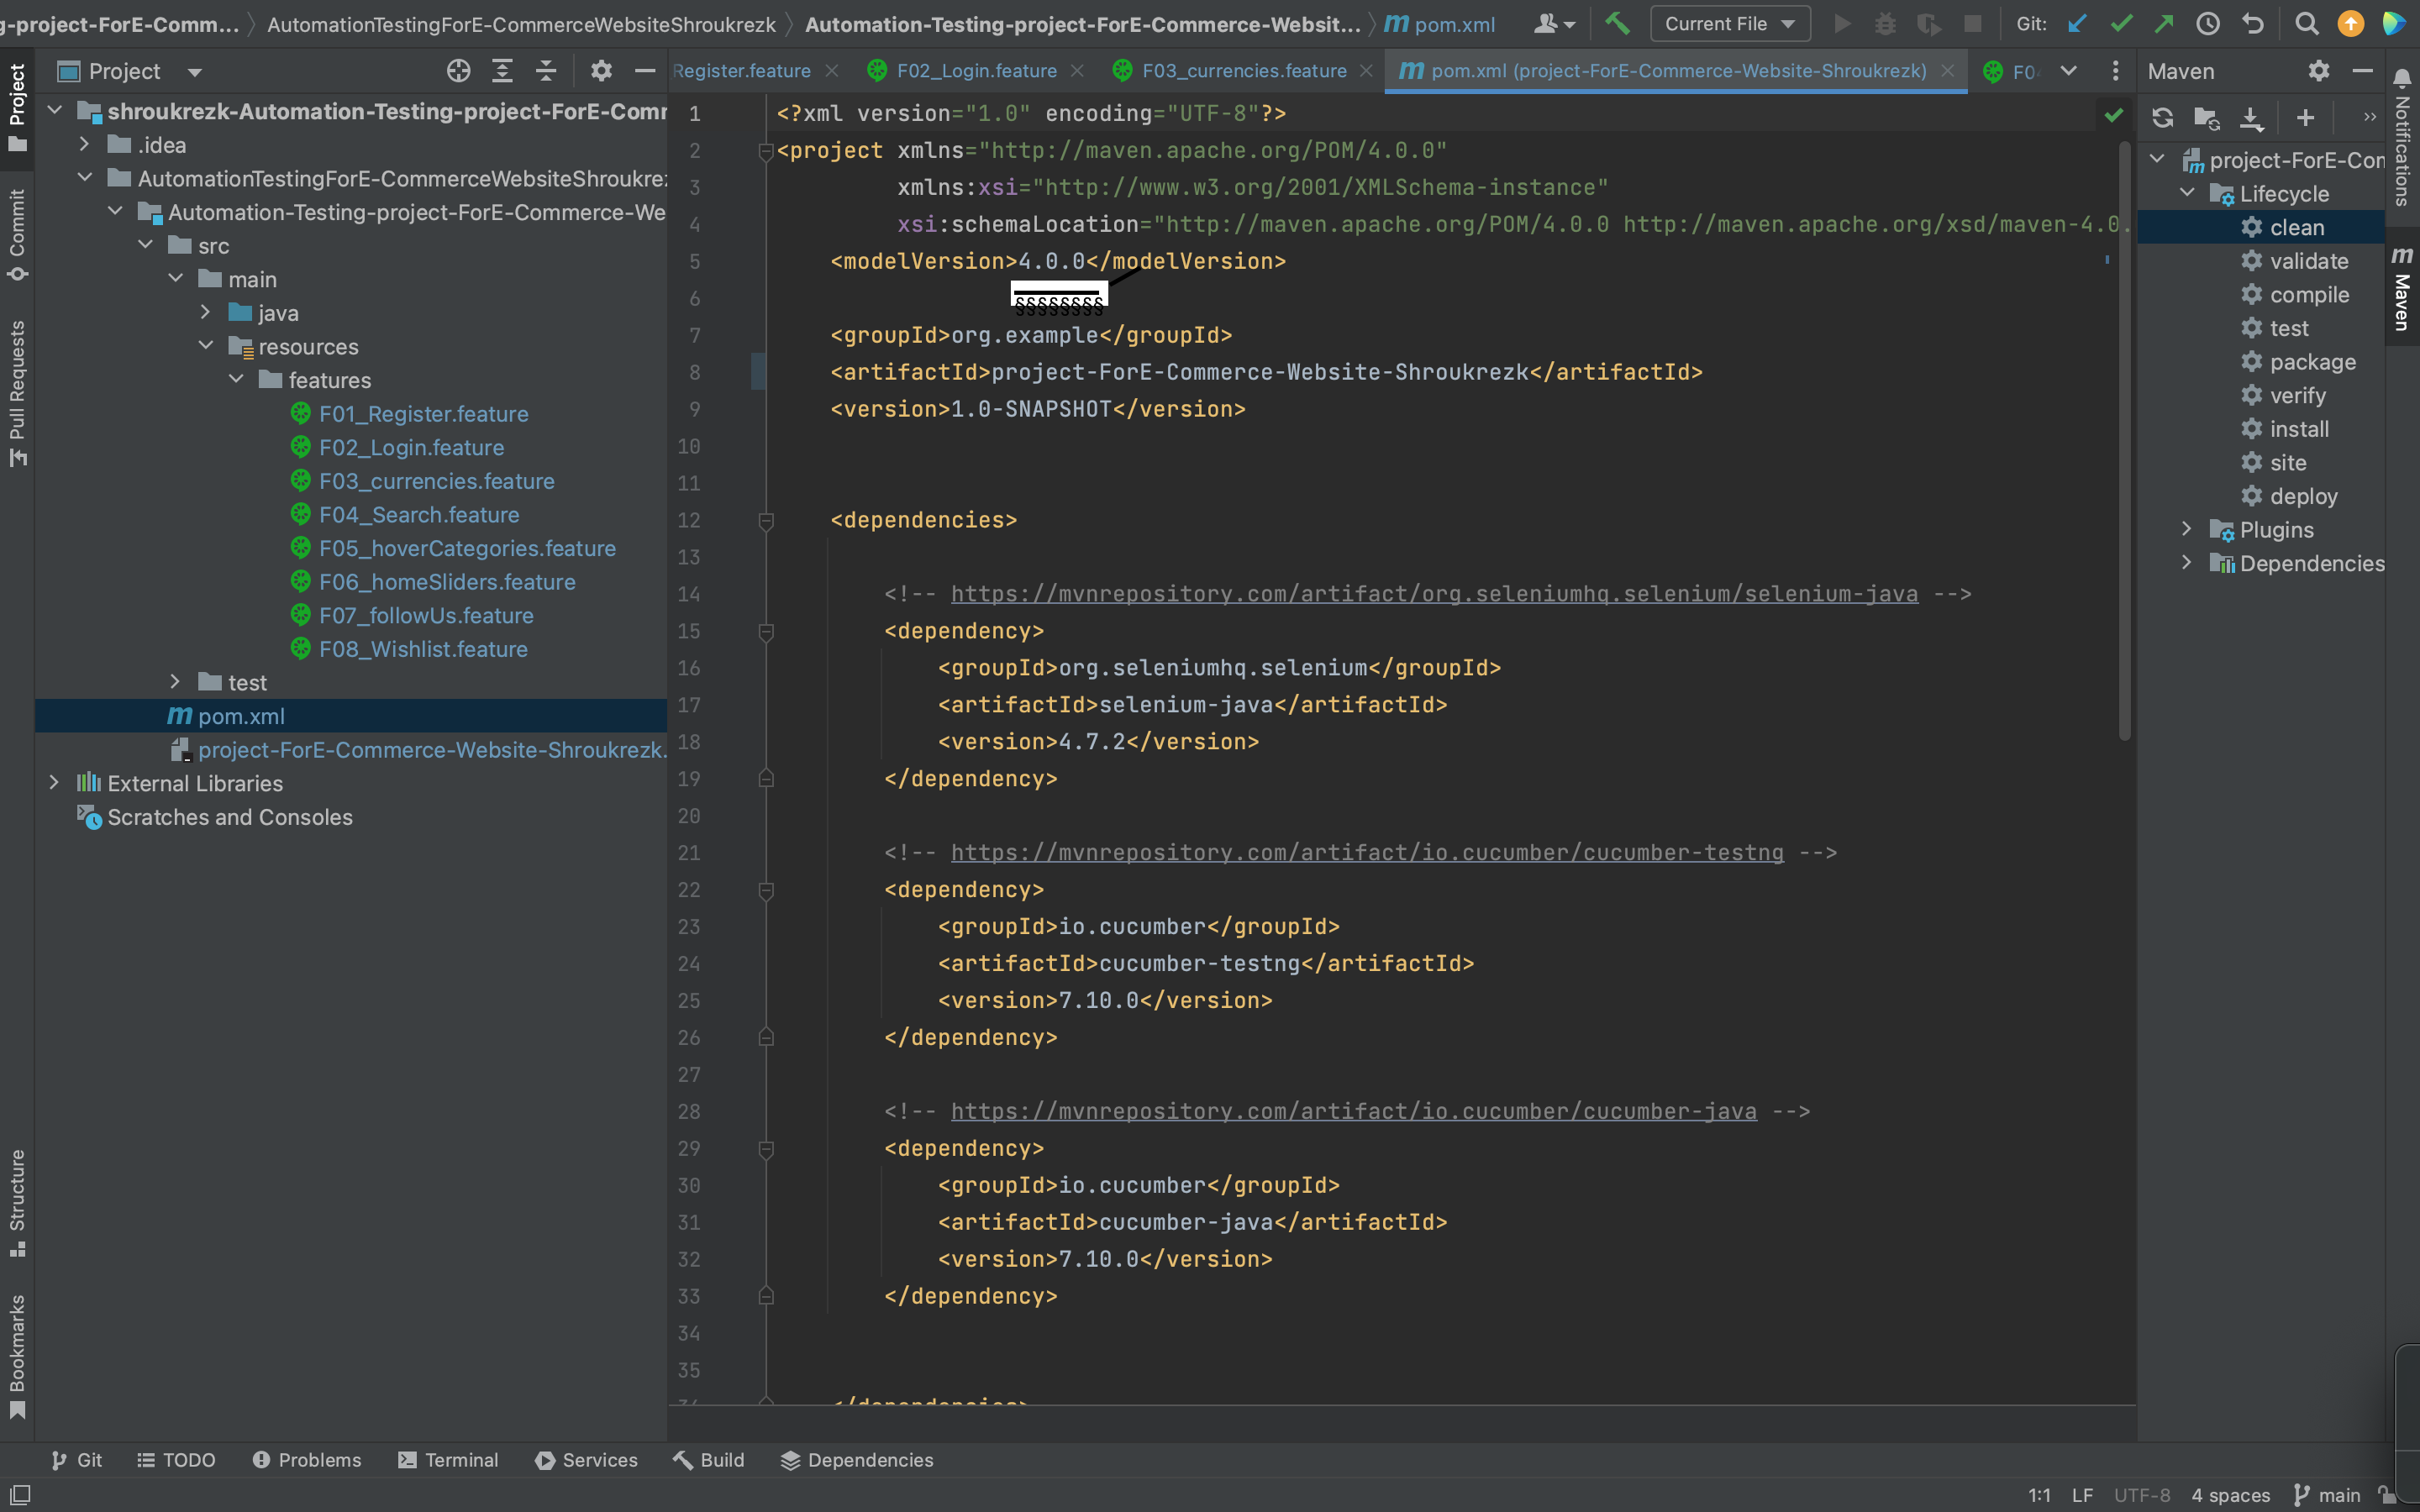 g-project-ForE-Comm... AutomationTestingForE-CommerceWebsiteShroukrezk Automation-Testing-project-ForE-Commerce-Websit... pom.xml Current File Git:
Project
Register.feature F02_Login.feature F03_currencies.feature pom.xml (project-ForE-Commerce-Website-Shroukrezk) F0
Maven
Project
Commit
Pull Requests
Structure
Bookmarks
shroukrezk-Automation-Testing-project-ForE-Comm
.idea
AutomationTestingForE-CommerceWebsiteShroukrez
Automation-Testing-project-ForE-Commerce-We
src
main
java
resources
features
F01_Register.feature
F02_Login.feature
F03_currencies.feature
F04_Search.feature
F05_hoverCategories.feature
F06_homeSliders.feature
F07_followUs.feature
F08_Wishlist.feature
test
pom.xml
project-ForE-Commerce-Website-Shroukrezk.
External Libraries
Scratches and Consoles
1 <?xml version="1.0" encoding="UTF-8"?>
2 <project xmlns="http://maven.apache.org/POM/4.0.0"
3 xmlns:xsi="http://www.w3.org/2001/XMLSchema-instance"
4 xsi:schemaLocation="http://maven.apache.org/POM/4.0.0 http://maven.apache.org/xsd/maven-4.0.
5 <modelVersion>4.0.0</modelVersion>
6 §§§§§§§§
7 <groupId>org.example</groupId>
8 <artifactId>project-ForE-Commerce-Website-Shroukrezk</artifactId>
9 <version>1.0-SNAPSHOT</version>
10
11
12 <dependencies>
13
14 <!-- https://mvnrepository.com/artifact/org.seleniumhq.selenium/selenium-java -->
15 <dependency>
16 <groupId>org.seleniumhq.selenium</groupId>
17 <artifactId>selenium-java</artifactId>
18 <version>4.7.2</version>
19 </dependency>
20
21 <!-- https://mvnrepository.com/artifact/io.cucumber/cucumber-testng -->
22 <dependency>
23 <groupId>io.cucumber</groupId>
24 <artifactId>cucumber-testng</artifactId>
25 <version>7.10.0</version>
26 </dependency>
27
28 <!-- https://mvnrepository.com/artifact/io.cucumber/cucumber-java -->
29 <dependency>
30 <groupId>io.cucumber</groupId>
31 <artifactId>cucumber-java</artifactId>
32 <version>7.10.0</version>
33 </dependency>
34
35
</dependencies>
project-ForE-Con
Lifecycle
clean
validate
compile
test
package
verify
install
site
deploy
Plugins
Dependencies
Notifications
Maven
Git TODO Problems Terminal Services Build Dependencies
1:1 LF UTF-8 4 spaces main